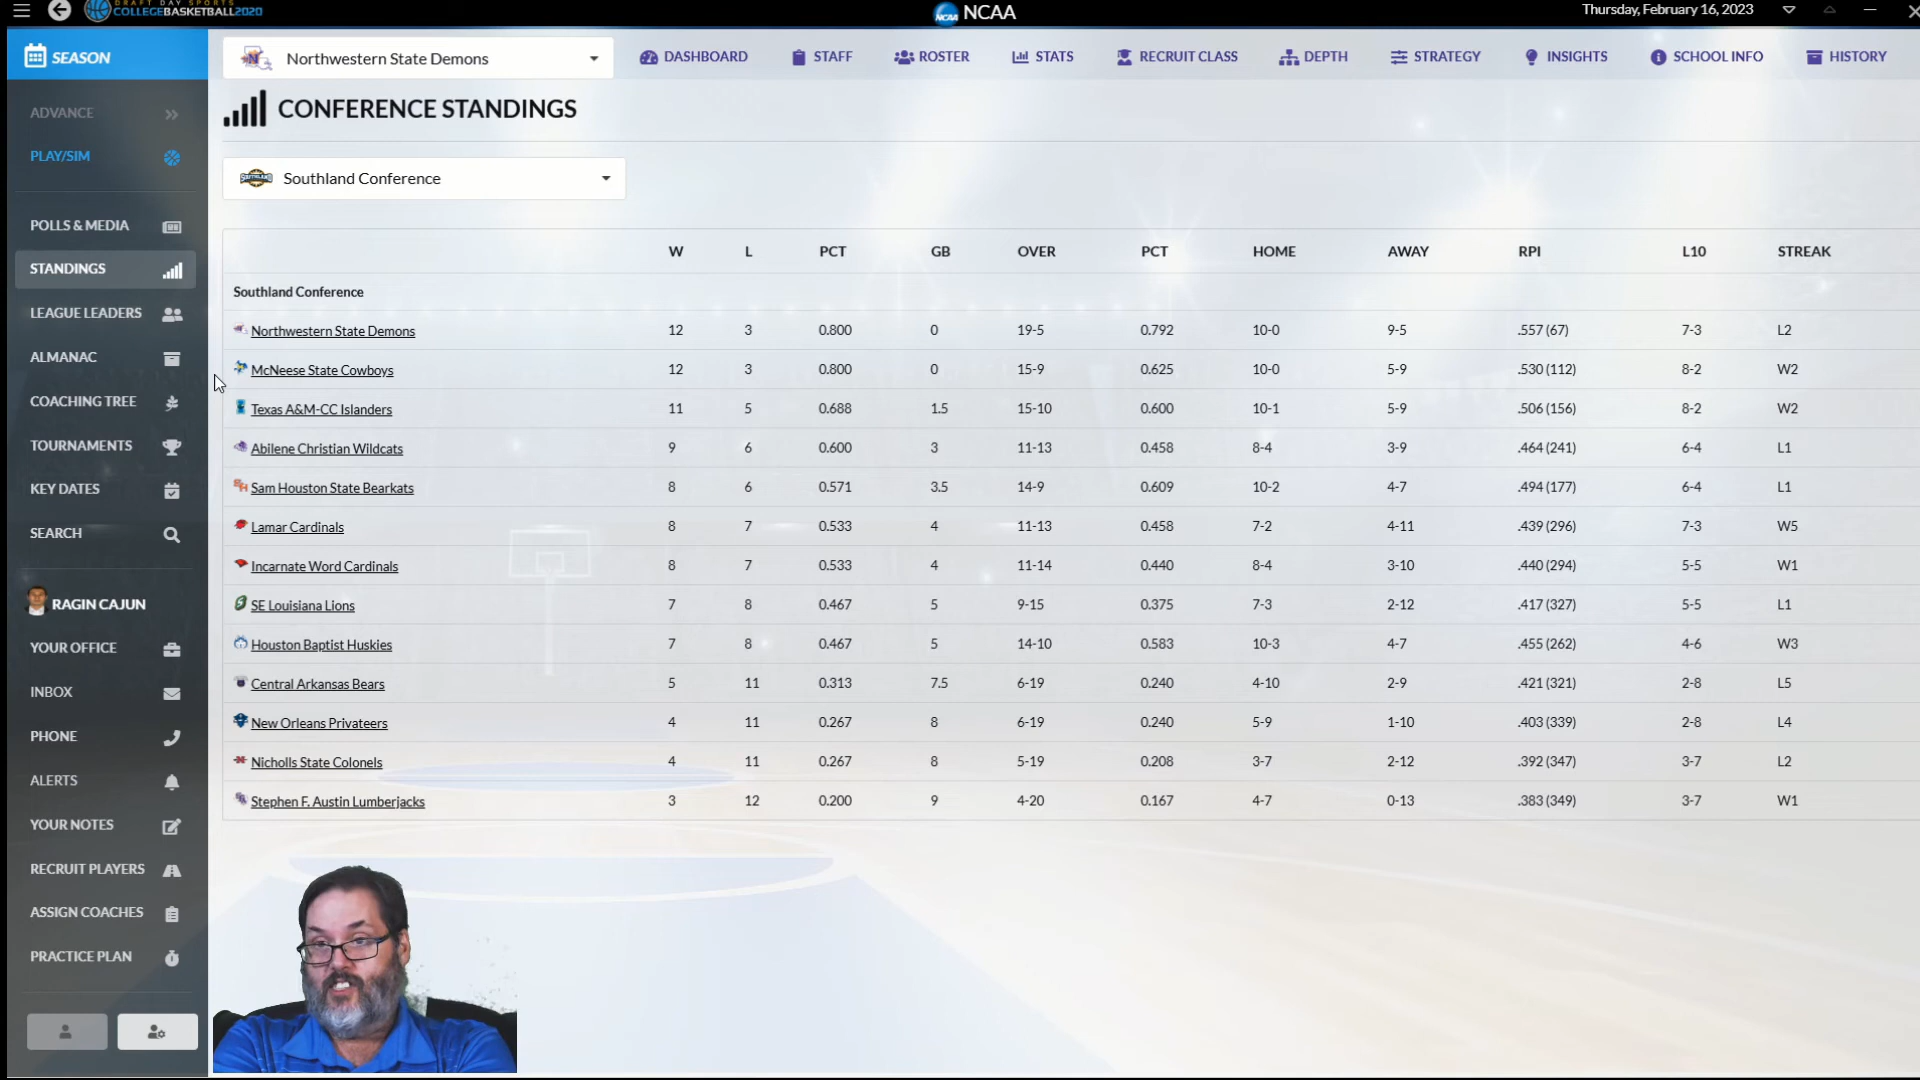 DRAFT DAY SPORTS
COLLEGEBASKETBALL2020
NCAA NCAA
Thursday, February 16, 2023
SEASON
Northwestern State Demons
DASHBOARD STAFF ROSTER STATS RECRUIT CLASS DEPTH STRATEGY INSIGHTS SCHOOL INFO HISTORY
ADVANCE
PLAY/SIM
POLLS & MEDIA
STANDINGS
LEAGUE LEADERS
ALMANAC
COACHING TREE
TOURNAMENTS
KEY DATES
SEARCH
RAGIN CAJUN
YOUR OFFICE
INBOX
PHONE
ALERTS
YOUR NOTES
RECRUIT PLAYERS
ASSIGN COACHES
PRACTICE PLAN
CONFERENCE STANDINGS
SOUTHLAND Southland Conference
W L PCT GB OVER PCT HOME AWAY RPI L10 STREAK
Southland Conference
Northwestern State Demons 12 3 0.800 0 19-5 0.792 10-0 9-5 .557 (67) 7-3 L2
McNeese State Cowboys 12 3 0.800 0 15-9 0.625 10-0 5-9 .530 (112) 8-2 W2
Texas A&M-CC Islanders 11 5 0.688 1.5 15-10 0.600 10-1 5-9 .506 (156) 8-2 W2
Abilene Christian Wildcats 9 6 0.600 3 11-13 0.458 8-4 3-9 .464 (241) 6-4 L1
Sam Houston State Bearkats 8 6 0.571 3.5 14-9 0.609 10-2 4-7 .494 (177) 6-4 L1
Lamar Cardinals 8 7 0.533 4 11-13 0.458 7-2 4-11 .439 (296) 7-3 W5
Incarnate Word Cardinals 8 7 0.533 4 11-14 0.440 8-4 3-10 .440 (294) 5-5 W1
SE Louisiana Lions 7 8 0.467 5 9-15 0.375 7-3 2-12 .417 (327) 5-5 L1
Houston Baptist Huskies 7 8 0.467 5 14-10 0.583 10-3 4-7 .455 (262) 4-6 W3
Central Arkansas Bears 5 11 0.313 7.5 6-19 0.240 4-10 2-9 .421 (321) 2-8 L5
New Orleans Privateers 4 11 0.267 8 6-19 0.240 5-9 1-10 .403 (339) 2-8 L4
Nicholls State Colonels 4 11 0.267 8 5-19 0.208 3-7 2-12 .392 (347) 3-7 L2
Stephen F. Austin Lumberjacks 3 12 0.200 9 4-20 0.167 4-7 0-13 .383 (349) 3-7 W1